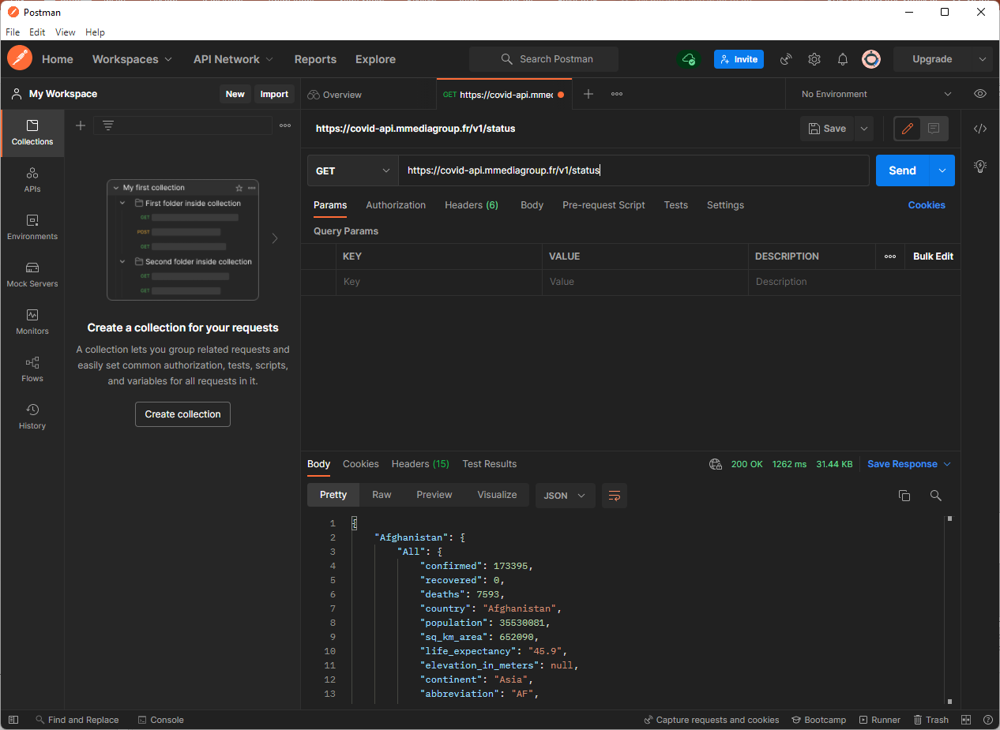 Postman
File Edit View Help
Home Workspaces API Network Reports Explore Search Postman Invite Upgrade
My Workspace New Import Overview GET https://covid-api.mmec No Environment
Collections
APIs
Environments
Mock Servers
Monitors
Flows
History
My first collection
First folder inside collection
GET
POST
GET
Second folder inside collection
GET
GET
Create a collection for your requests
A collection lets you group related requests and
easily set common authorization, tests, scripts,
and variables for all requests in it.
Create collection
https://covid-api.mmediagroup.fr/v1/status Save
GET https://covid-api.mmediagroup.fr/v1/status Send
Params Authorization Headers (6) Body Pre-request Script Tests Settings Cookies
Query Params
KEY VALUE DESCRIPTION Bulk Edit
Key Value Description
Body Cookies Headers (15) Test Results 200 OK 1262 ms 31.44 KB Save Response
Pretty Raw Preview Visualize JSON
1 {
2 "Afghanistan": {
3 "All": {
4 "confirmed": 173395,
5 "recovered": 0,
6 "deaths": 7593,
7 "country": "Afghanistan",
8 "population": 35530081,
9 "sq_km_area": 652090,
10 "life_expectancy": "45.9",
11 "elevation_in_meters": null,
12 "continent": "Asia",
13 "abbreviation": "AF",
Find and Replace Console Capture requests and cookies Bootcamp Runner Trash